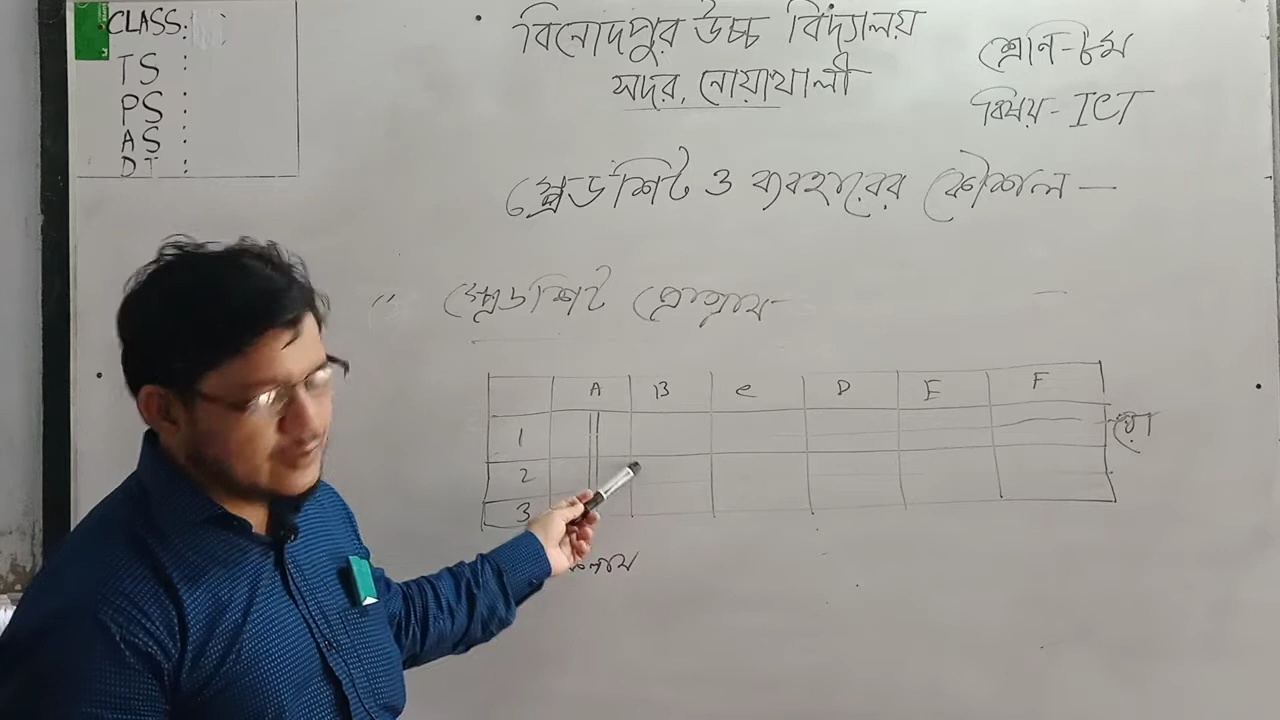 CLASS:
TS :
PS :
AS :
DT :
বিনোদপুর উচ্চ বিদ্যালয়
সদর, নোয়াখালী
শ্রেণি-৮ম
বিষয়-ICT
স্প্রেডশিট ও ব্যবহারের কৌশল—
স্প্রেডশিট প্রোগ্রাম-
A B C D E F
1
রো
2
3
কলাম